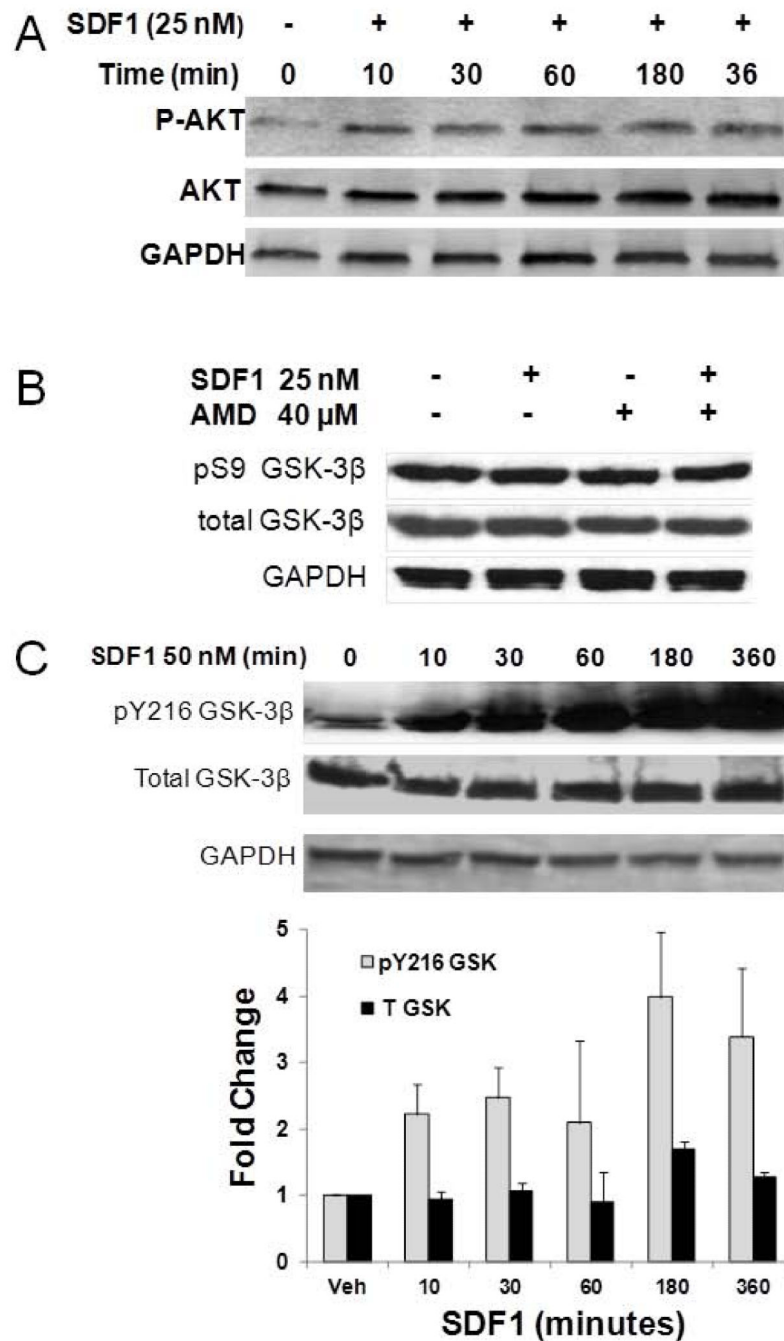 A
SDF1 (25 nM) - + + + + +
Time (min) 0 10 30 60 180 36
P-AKT
AKT
GAPDH
B
SDF1 25 nM - + - +
AMD 40 μM - - + +
pS9 GSK-3β
total GSK-3β
GAPDH
C
SDF1 50 nM (min) 0 10 30 60 180 360
pY216 GSK-3β
Total GSK-3β
GAPDH
5
4
3
2
1
0
Fold Change
pY216 GSK
T GSK
Veh 10 30 60 180 360
SDF1 (minutes)